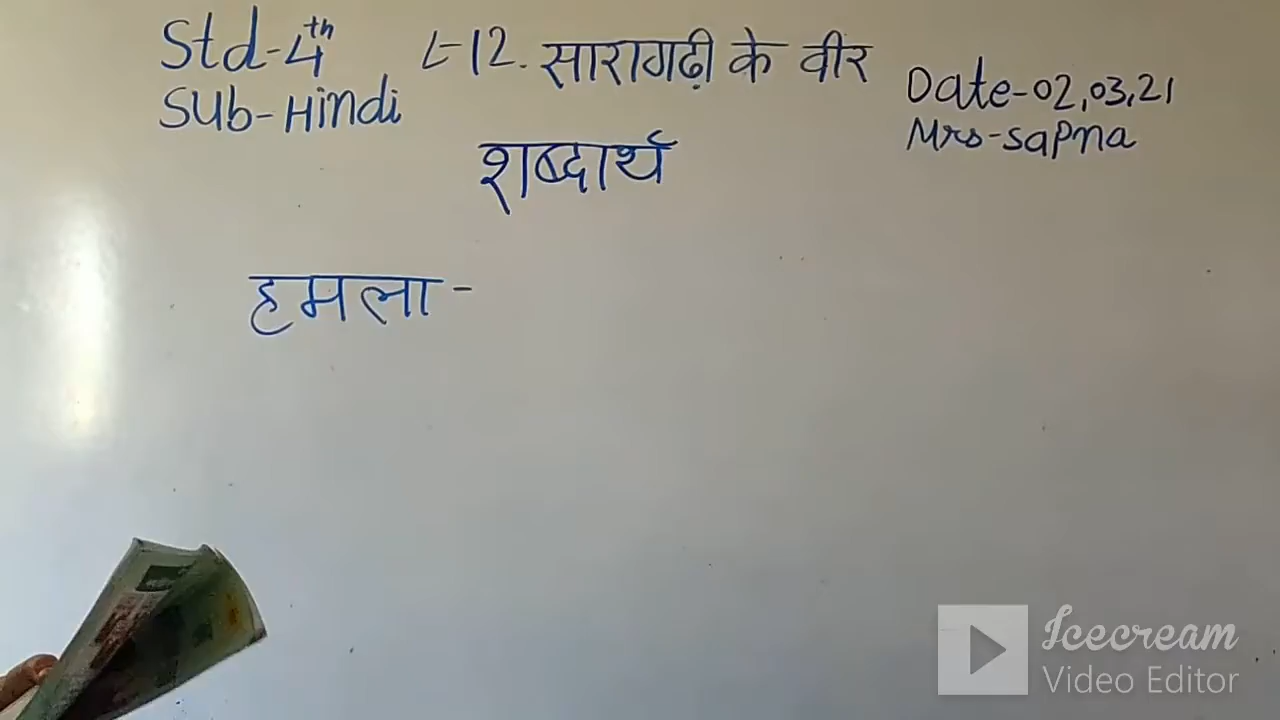 Std-4th L-12. सारागढ़ी के वीर
Sub-Hindi
Date-02,03,21
Mrs-sapna
शब्दार्थ
हमला -
Icecream
Video Editor